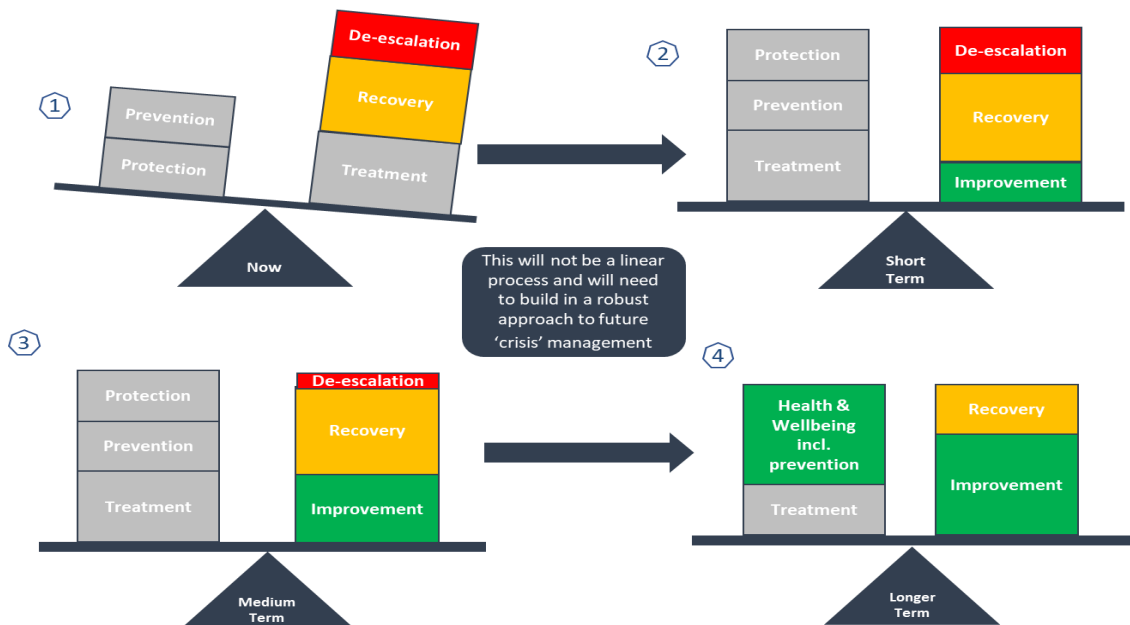 1
Prevention
Protection
De-escalation
Recovery
Treatment
Now
2
Protection
Prevention
Treatment
De-escalation
Recovery
Improvement
Short
Term
This will not be a linear
process and will need
to build in a robust
approach to future
‘crisis’ management
3
Protection
Prevention
Treatment
De-escalation
Recovery
Improvement
Medium
Term
4
Health &
Wellbeing
incl.
prevention
Treatment
Recovery
Improvement
Longer
Term